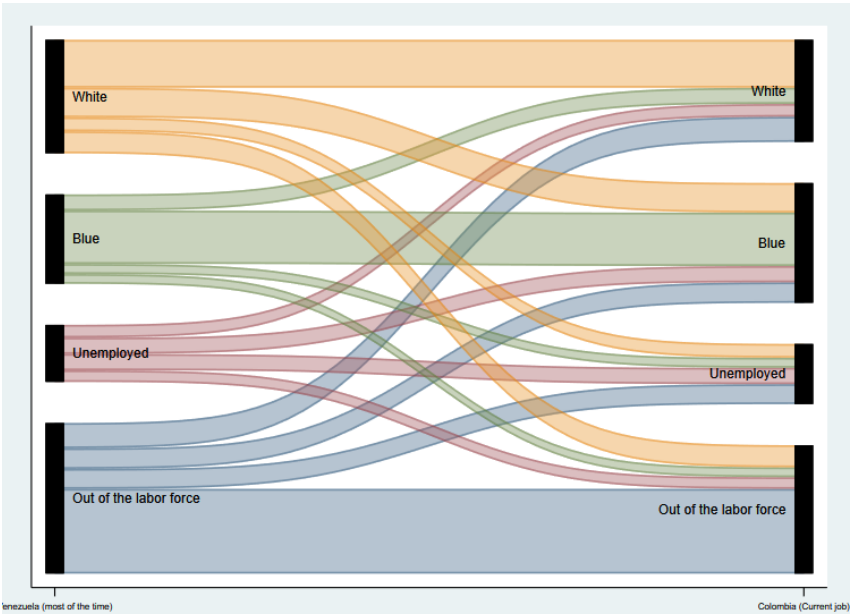 White
White
Blue
Blue
Unemployed
Unemployed
Out of the labor force
Out of the labor force
'enezuela (most of the time)
Colombia (Current job)